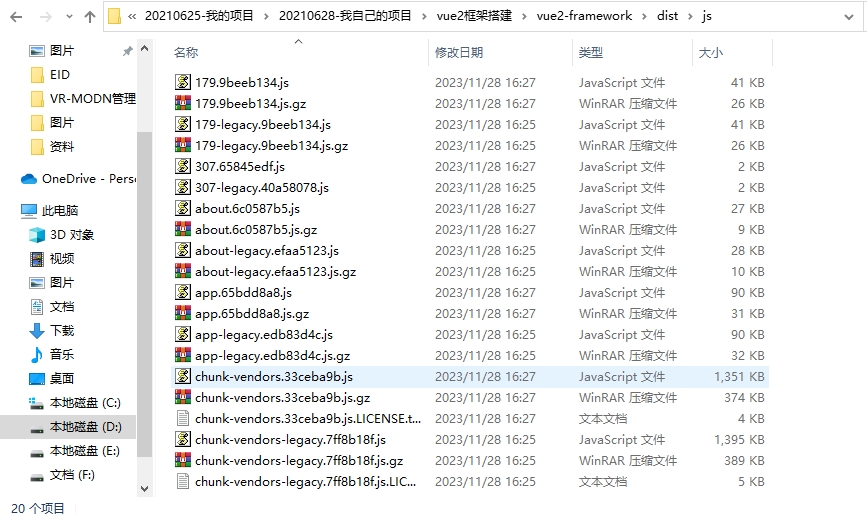 « 20210625-我的项目 › 20210628-我自己的项目 › vue2框架搭建 › vue2-framework › dist › js
图片
EID
VR-MODN管理
图片
资料
OneDrive - Perso
此电脑
3D 对象
视频
图片
文档
下载
音乐
桌面
本地磁盘 (C:)
本地磁盘 (D:)
本地磁盘 (E:)
文档 (F:)
名称 修改日期 类型 大小
179.9beeb134.js 2023/11/28 16:27 JavaScript 文件 41 KB
179.9beeb134.js.gz 2023/11/28 16:27 WinRAR 压缩文件 26 KB
179-legacy.9beeb134.js 2023/11/28 16:25 JavaScript 文件 41 KB
179-legacy.9beeb134.js.gz 2023/11/28 16:25 WinRAR 压缩文件 26 KB
307.65845edf.js 2023/11/28 16:27 JavaScript 文件 2 KB
307-legacy.40a58078.js 2023/11/28 16:25 JavaScript 文件 2 KB
about.6c0587b5.js 2023/11/28 16:27 JavaScript 文件 27 KB
about.6c0587b5.js.gz 2023/11/28 16:27 WinRAR 压缩文件 9 KB
about-legacy.efaa5123.js 2023/11/28 16:25 JavaScript 文件 28 KB
about-legacy.efaa5123.js.gz 2023/11/28 16:25 WinRAR 压缩文件 10 KB
app.65bdd8a8.js 2023/11/28 16:27 JavaScript 文件 90 KB
app.65bdd8a8.js.gz 2023/11/28 16:27 WinRAR 压缩文件 31 KB
app-legacy.edb83d4c.js 2023/11/28 16:25 JavaScript 文件 90 KB
app-legacy.edb83d4c.js.gz 2023/11/28 16:25 WinRAR 压缩文件 32 KB
chunk-vendors.33ceba9b.js 2023/11/28 16:27 JavaScript 文件 1,351 KB
chunk-vendors.33ceba9b.js.gz 2023/11/28 16:27 WinRAR 压缩文件 374 KB
chunk-vendors.33ceba9b.js.LICENSE.t... 2023/11/28 16:27 文本文档 4 KB
chunk-vendors-legacy.7ff8b18f.js 2023/11/28 16:25 JavaScript 文件 1,395 KB
chunk-vendors-legacy.7ff8b18f.js.gz 2023/11/28 16:25 WinRAR 压缩文件 389 KB
chunk-vendors-legacy.7ff8b18f.js.LIC... 2023/11/28 16:25 文本文档 5 KB
20 个项目